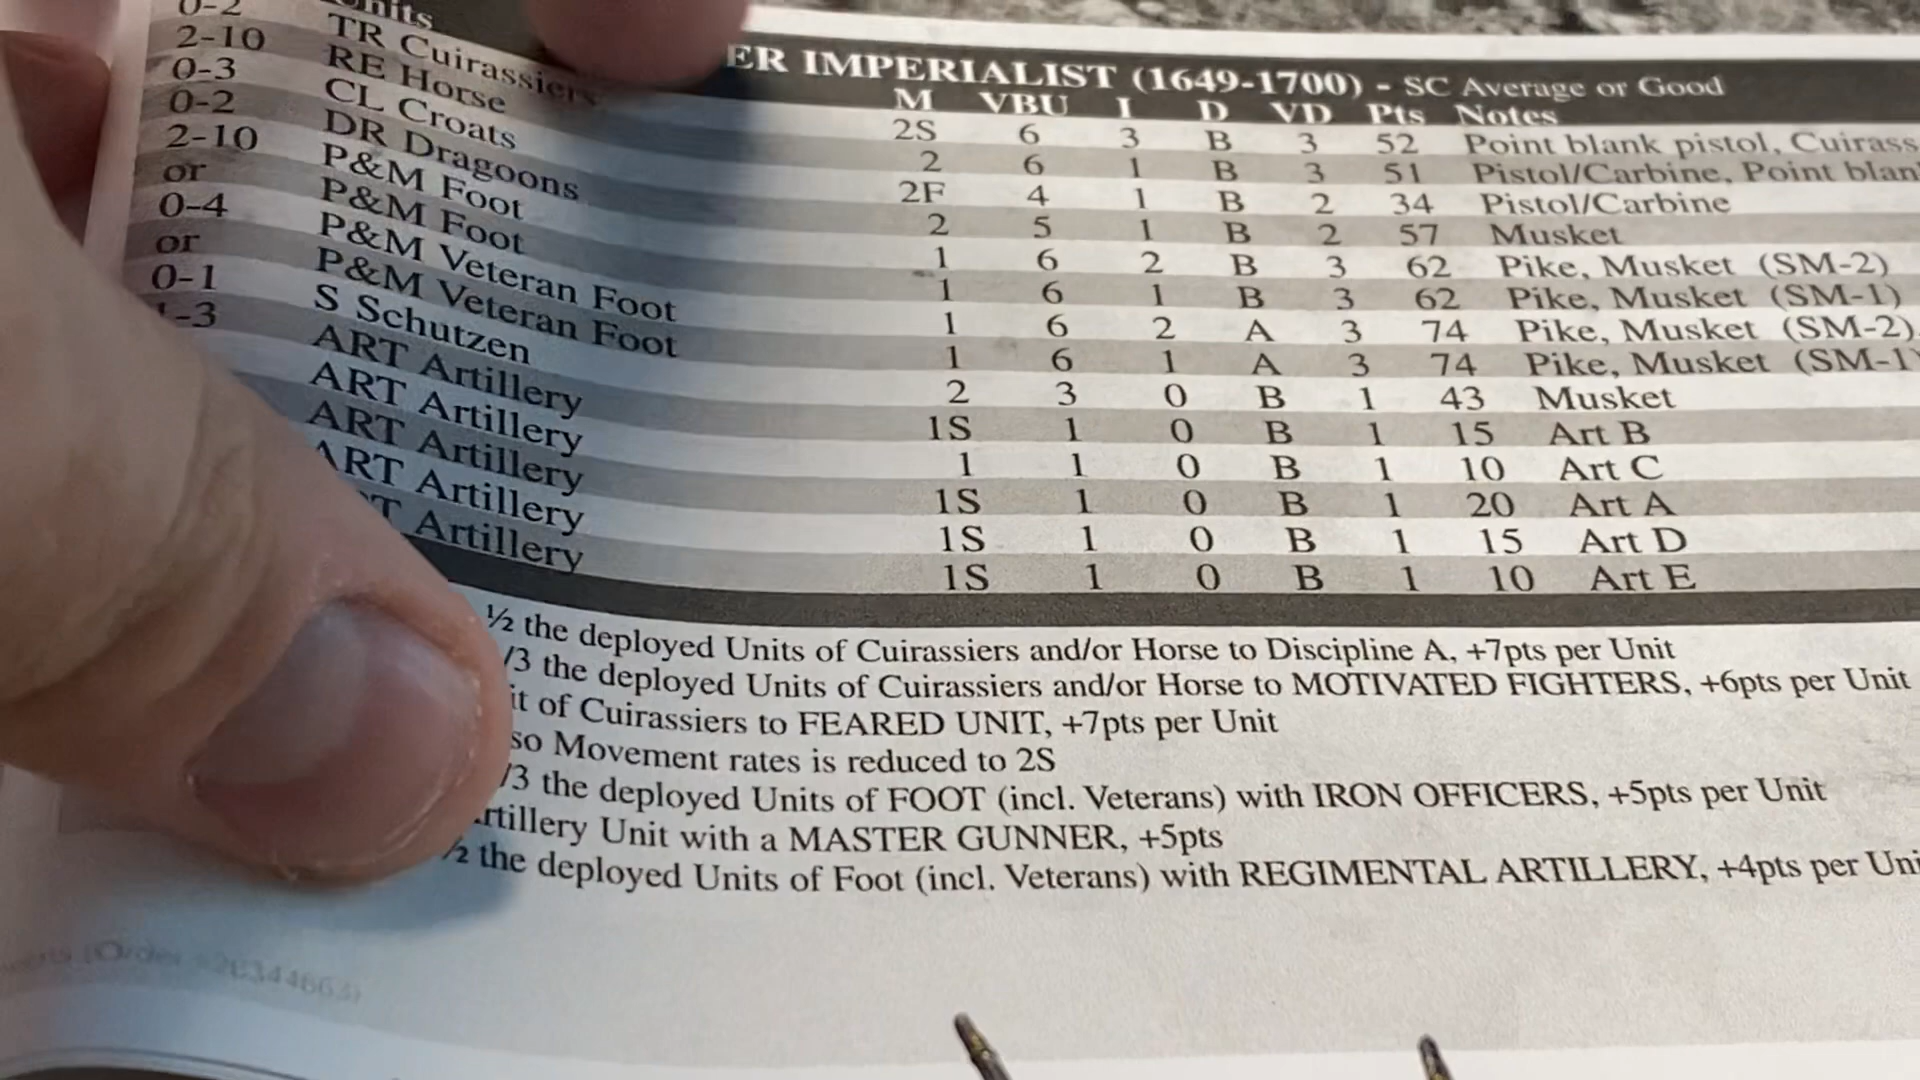 ER IMPERIALIST (1649-1700) - SC Average or Good
Units M VBU I D VD Pts Notes
0-2 TR Cuirassiers 2S 6 3 B 3 52 Point blank pistol, Cuirass
2-10 RE Horse 2 6 1 B 3 51 Pistol/Carbine, Point blan
0-3 CL Croats 2F 4 1 B 2 34 Pistol/Carbine
0-2 DR Dragoons 2 5 1 B 2 57 Musket
2-10 P&M Foot 1 6 2 B 3 62 Pike, Musket (SM-2)
or P&M Foot 1 6 1 B 3 62 Pike, Musket (SM-1)
0-4 P&M Veteran Foot 1 6 2 A 3 74 Pike, Musket (SM-2),
or P&M Veteran Foot 1 6 1 A 3 74 Pike, Musket (SM-1)
0-1 S Schutzen 2 3 0 B 1 43 Musket
-3 ART Artillery 1S 1 0 B 1 15 Art B
ART Artillery 1 1 0 B 1 10 Art C
ART Artillery 1S 1 0 B 1 20 Art A
ART Artillery 1S 1 0 B 1 15 Art D
T Artillery 1S 1 0 B 1 10 Art E
½ the deployed Units of Cuirassiers and/or Horse to Discipline A, +7pts per Unit
/3 the deployed Units of Cuirassiers and/or Horse to MOTIVATED FIGHTERS, +6pts per Unit
it of Cuirassiers to FEARED UNIT, +7pts per Unit
so Movement rates is reduced to 2S
/3 the deployed Units of FOOT (incl. Veterans) with IRON OFFICERS, +5pts per Unit
rtillery Unit with a MASTER GUNNER, +5pts
/2 the deployed Units of Foot (incl. Veterans) with REGIMENTAL ARTILLERY, +4pts per Uni